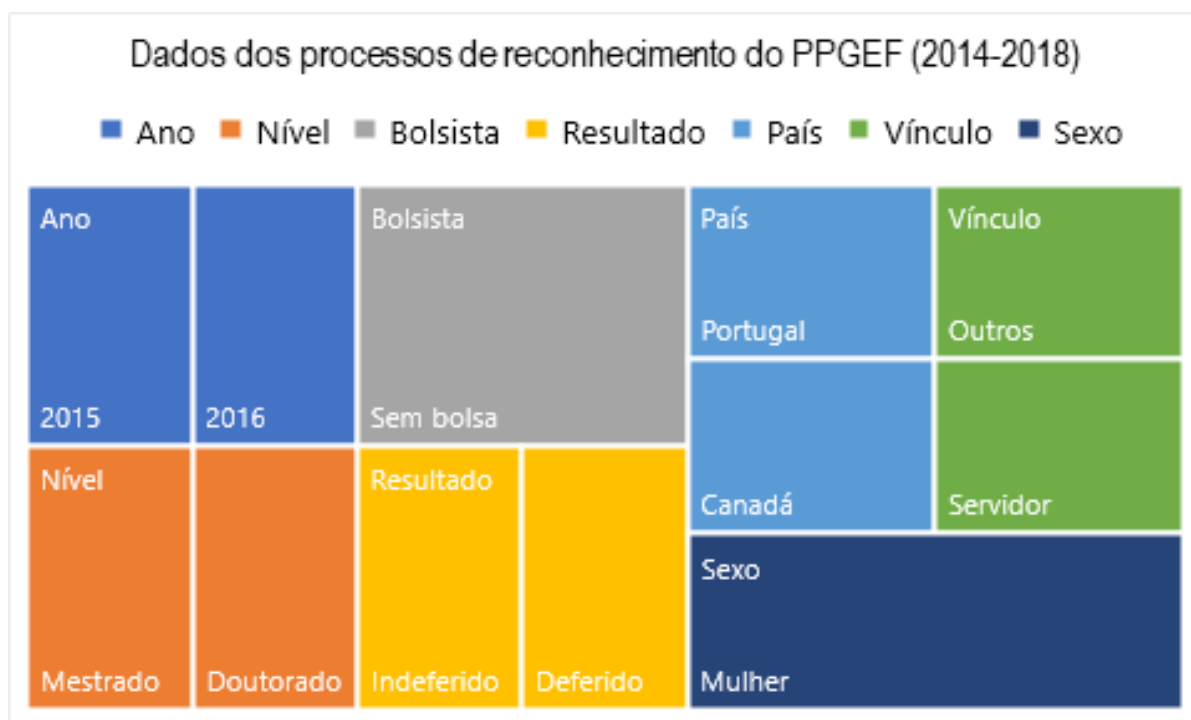 Dados dos processos de reconhecimento do PPGEF (2014-2018)
Ano Nível Bolsista Resultado País Vínculo Sexo
Ano
2015
2016
Bolsista
Sem bolsa
País
Portugal
Vínculo
Outros
Nível
Mestrado
Doutorado
Resultado
Indeferido
Deferido
Canadá
Servidor
Sexo
Mulher